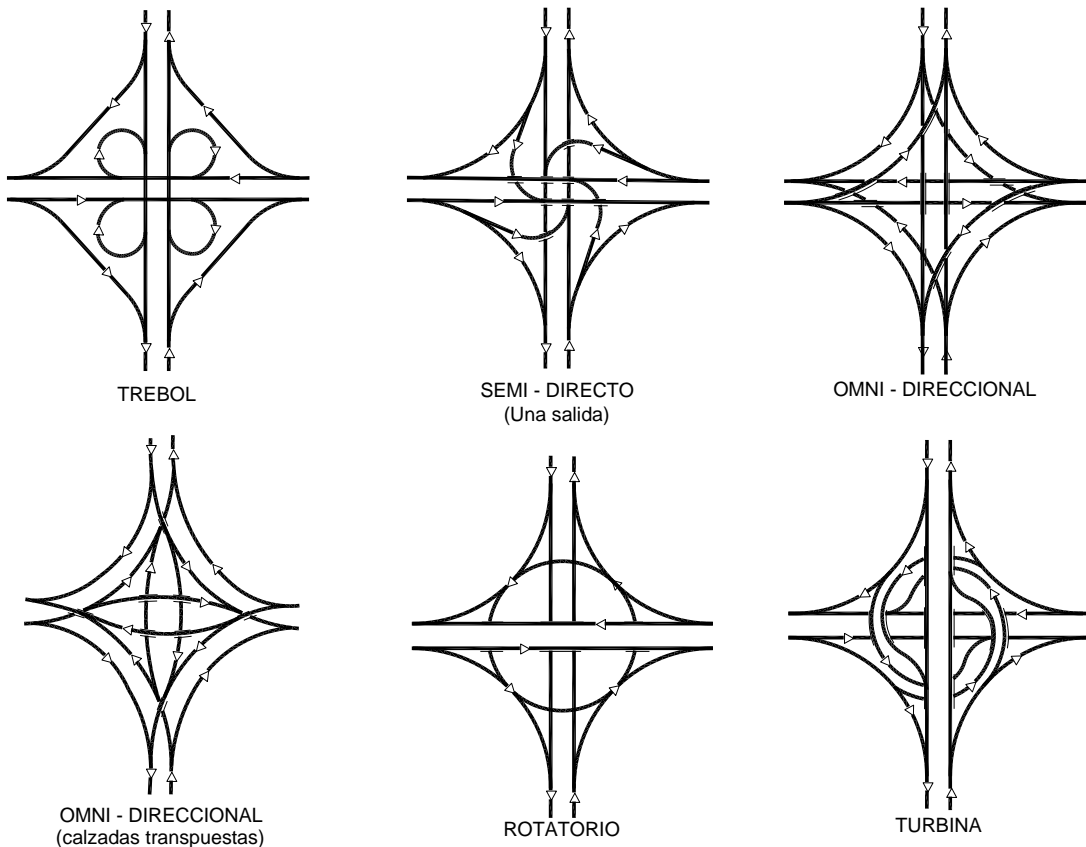 TREBOL
SEMI - DIRECTO
(Una salida)
OMNI - DIRECCIONAL
OMNI - DIRECCIONAL
(calzadas transpuestas)
ROTATORIO
TURBINA